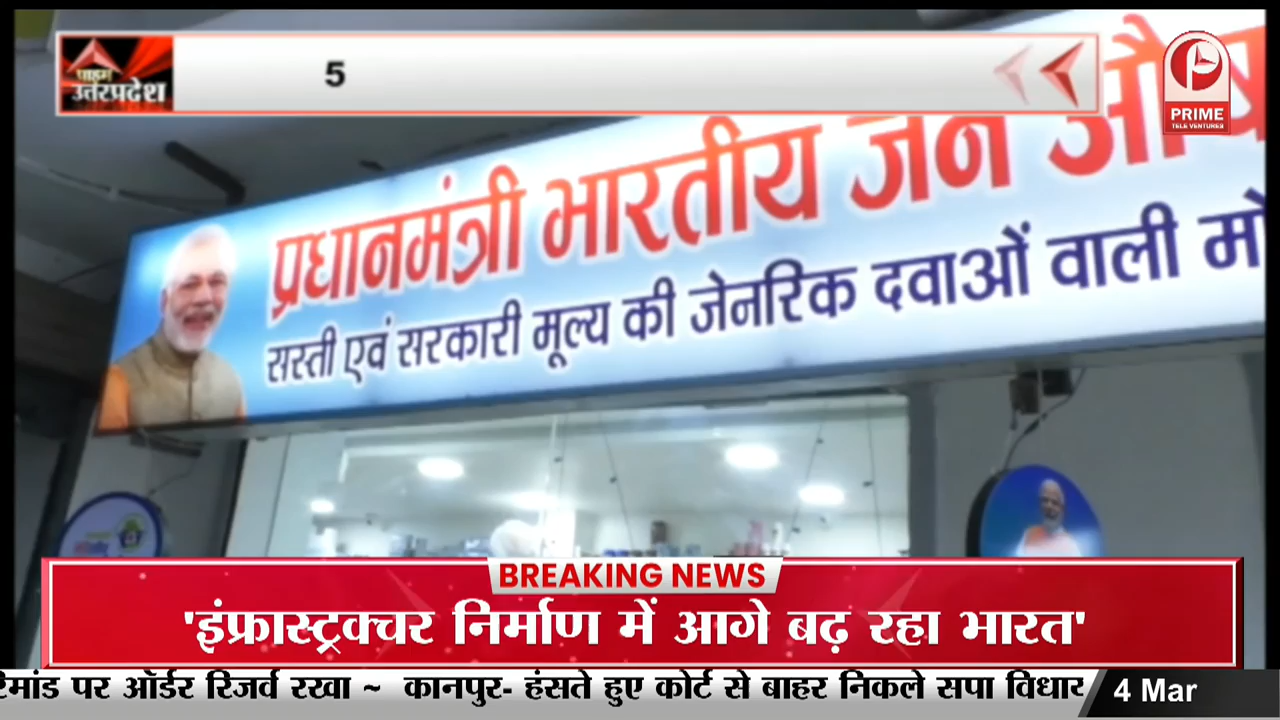 प्राइम
उत्तरप्रदेश
5
PRIME
TELE VENTURES
प्रधानमंत्री भारतीय जन
सस्ती एवं सरकारी मूल्य की जेनरिक दवाओं वाली
BREAKING NEWS
'इंफ्रास्ट्रक्चर निर्माण में आगे बढ़ रहा भारत'
पर ऑर्डर रिजर्व रखा ~ कानपुर- हंसते हुए कोर्ट से बाहर निकले सपा विधार
4 Mar